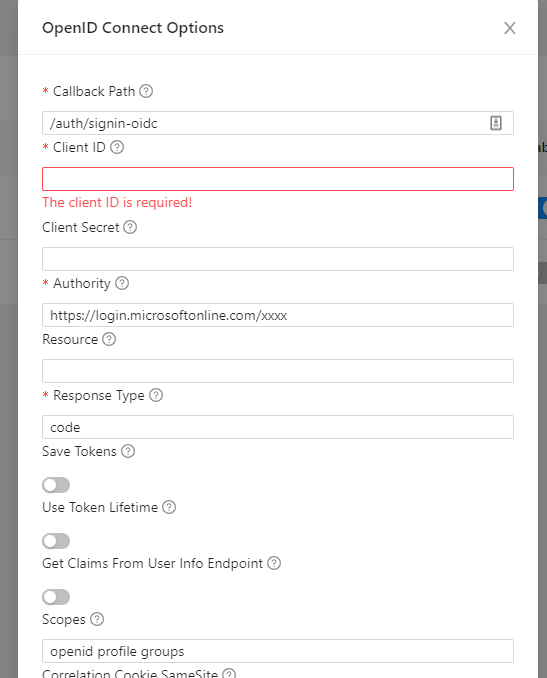 OpenID Connect Options
* Callback Path
/auth/signin-oidc
* Client ID
The client ID is required!
Client Secret
* Authority
https://login.microsoftonline.com/xxxx
Resource
* Response Type
code
Save Tokens
Use Token Lifetime
Get Claims From User Info Endpoint
Scopes
openid profile groups
Correlation Cookie SameSite